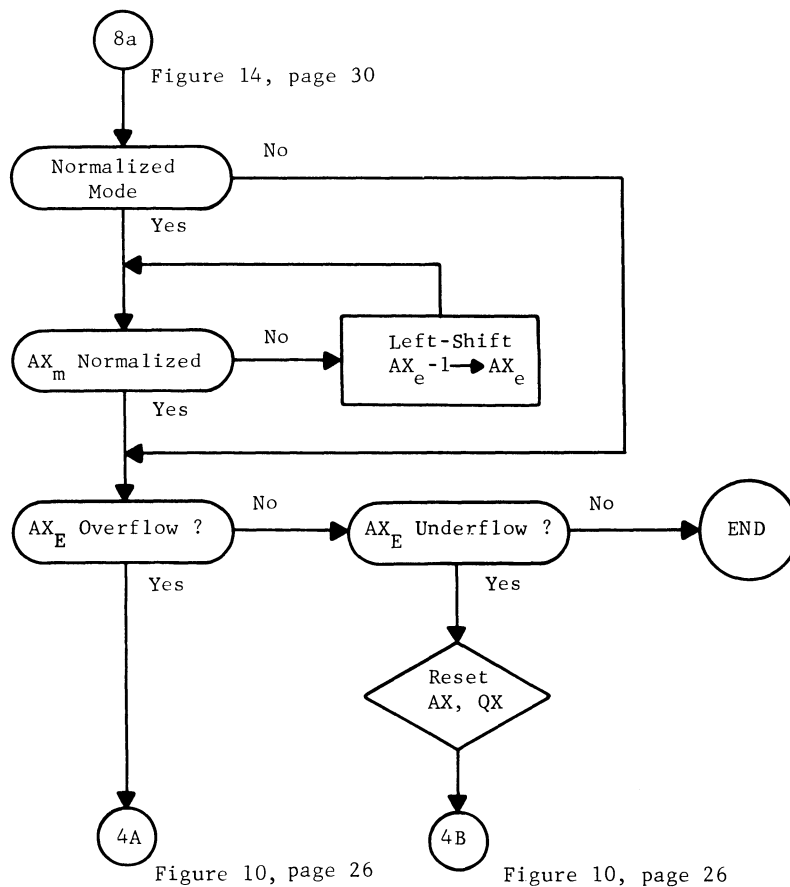 8a
Figure 14, page 30
Normalized
Mode
No
Yes
AXm Normalized
No
Left-Shift
AXe-1→AXe
Yes
AXE Overflow ?
No
AXE Underflow ?
No
END
Yes
Yes
Reset
AX, QX
4A
Figure 10, page 26
4B
Figure 10, page 26